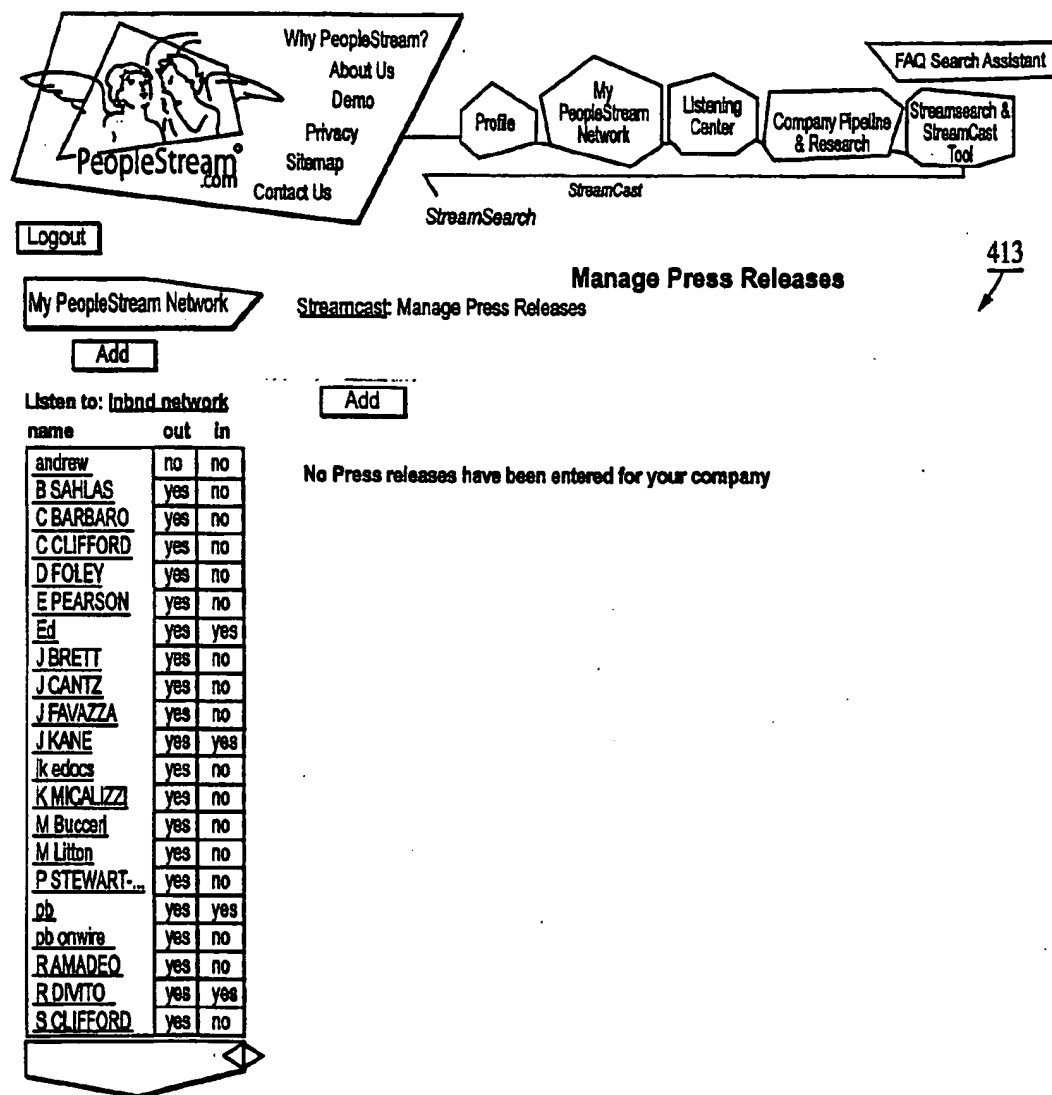 Why PeopleStream?
About Us
Demo
Privacy
Sitemap
Contact Us
PeopleStream
.com
FAQ Search Assistant
Profile
My
PeopleStream
Network
Listening
Center
Company Pipeline
& Research
Streamsearch &
StreamCast
Tool
StreamCast
StreamSearch
Logout
413
Manage Press Releases
My PeopleStream Network
Streamcast: Manage Press Releases
Add
Add
Listen to: Inbnd network
name out in
andrew no no
No Press releases have been entered for your company
B SAHLAS yes no
C BARBARO yes no
C CLIFFORD yes no
D FOLEY yes no
E PEARSON yes no
Ed yes yes
J BRETT yes no
J CANTZ yes no
J FAVAZZA yes no
J KANE yes yes
jk edocs yes no
K MICALIZZI yes no
M Bucceri yes no
M Litton yes no
P STEWART-... yes no
pb yes yes
pb onwire yes no
R AMADEO yes no
R DIVITO yes yes
S CLIFFORD yes no